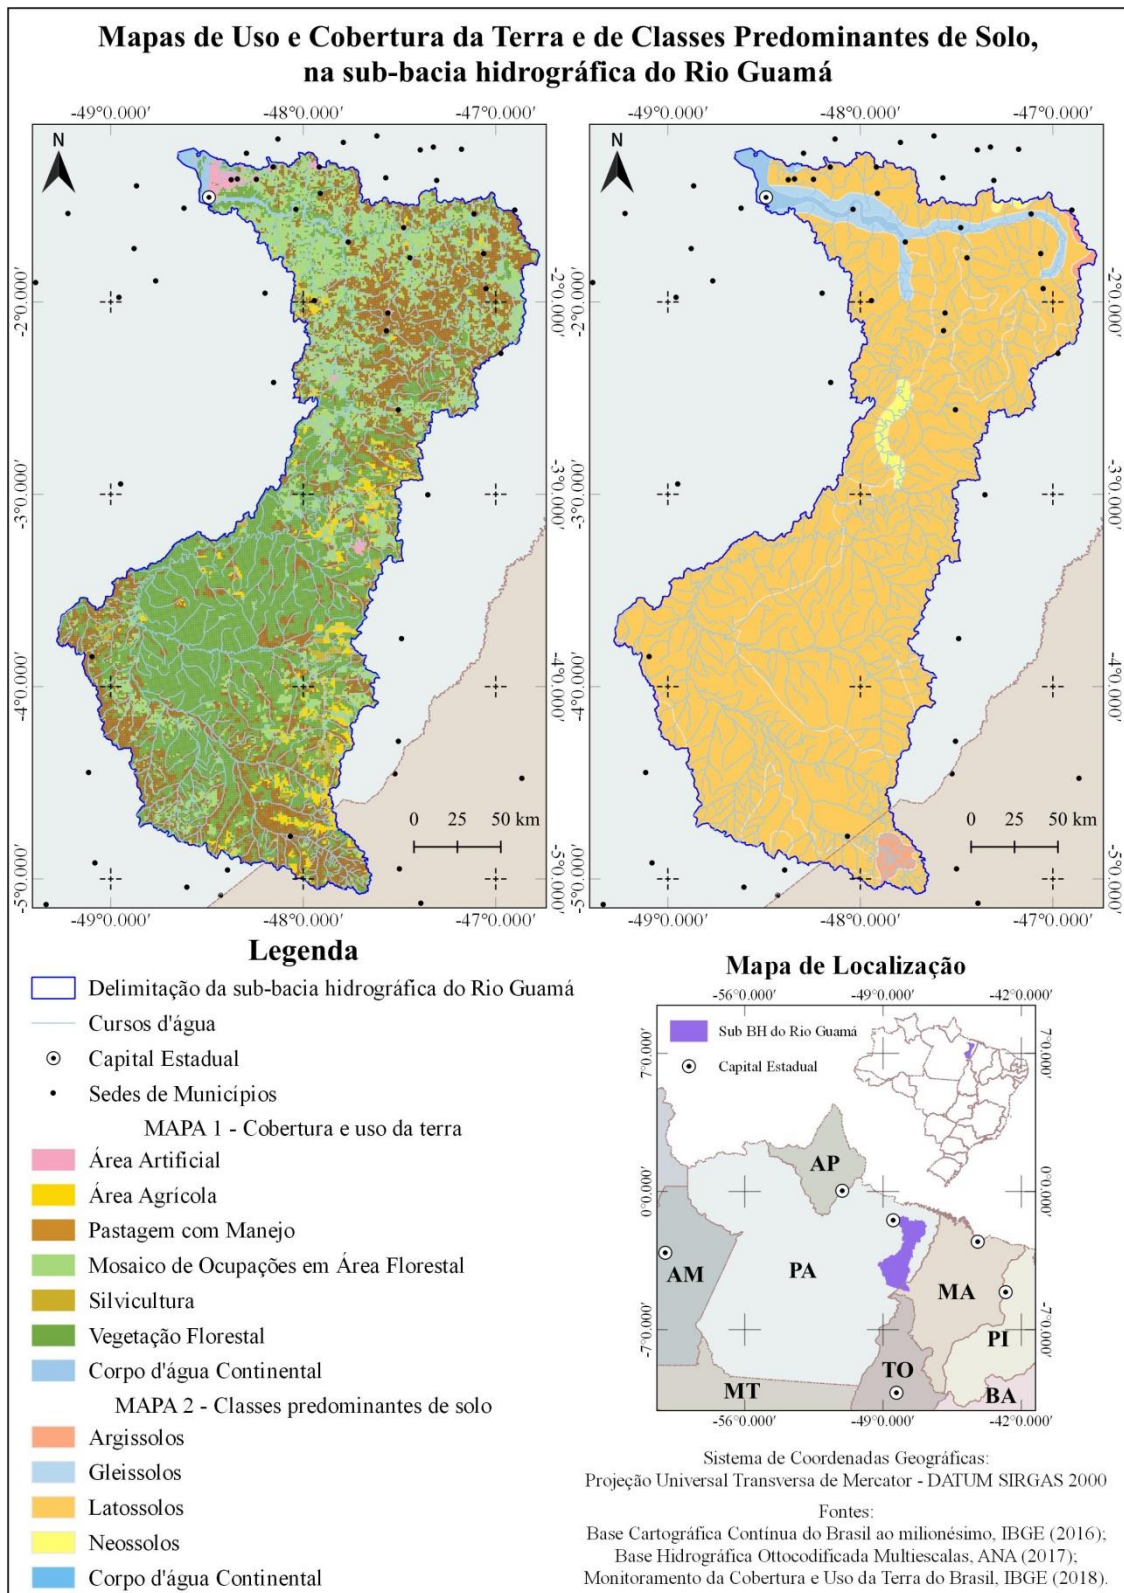 Mapas de Uso e Cobertura da Terra e de Classes Predominantes de Solo,
na sub-bacia hidrográfica do Rio Guamá
-49°0.000′ -48°0.000′ -47°0.000′
-49°0.000′ -48°0.000′ -47°0.000′
N
N
-2°0.000′
-3°0.000′
-4°0.000′
-5°0.000′
-2°0.000′
-3°0.000′
-4°0.000′
-5°0.000′
-2°0.000′
-3°0.000′
-4°0.000′
-5°0.000′
-2°0.000′
-3°0.000′
-4°0.000′
-5°0.000′
0 25 50 km
0 25 50 km
-49°0.000′ -48°0.000′ -47°0.000′
-49°0.000′ -48°0.000′ -47°0.000′
Legenda
Delimitação da sub-bacia hidrográfica do Rio Guamá
Cursos d'água
Capital Estadual
Sedes de Municípios
MAPA 1 - Cobertura e uso da terra
Área Artificial
Área Agrícola
Pastagem com Manejo
Mosaico de Ocupações em Área Florestal
Silvicultura
Vegetação Florestal
Corpo d'água Continental
MAPA 2 - Classes predominantes de solo
Argissolos
Gleissolos
Latossolos
Neossolos
Corpo d'água Continental
Mapa de Localização
-56°0.000′ -49°0.000′ -42°0.000′
Sub BH do Rio Guamá
Capital Estadual
7°0.000′
0°0.000′
-7°0.000′
7°0.000′
0°0.000′
-7°0.000′
AP
AM
PA
MA
PI
TO
MT
BA
-56°0.000′ -49°0.000′ -42°0.000′
Sistema de Coordenadas Geográficas:
Projeção Universal Transversa de Mercator - DATUM SIRGAS 2000
Fontes:
Base Cartográfica Contínua do Brasil ao milionésimo, IBGE (2016);
Base Hidrográfica Ottocodificada Multiescalas, ANA (2017);
Monitoramento da Cobertura e Uso da Terra do Brasil, IBGE (2018).